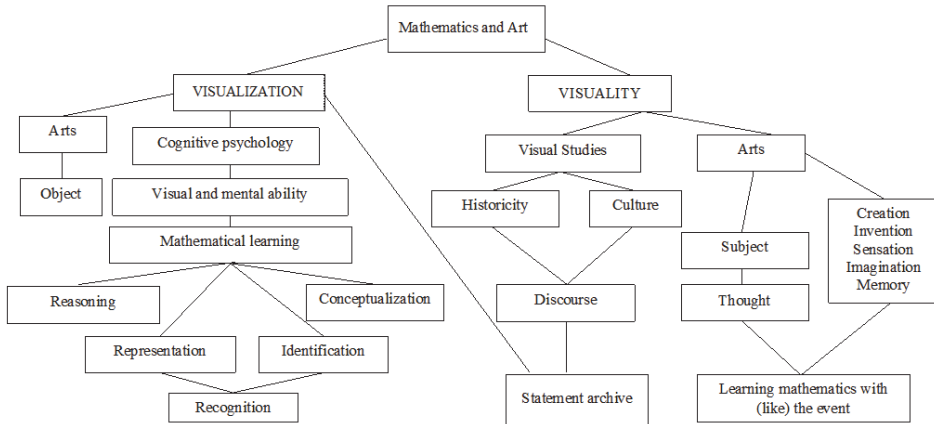 Mathematics and Art
VISUALIZATION
VISUALITY
Arts
Cognitive psychology
Visual Studies
Arts
Object
Visual and mental ability
Historicity
Culture
Creation
Invention
Sensation
Imagination
Memory
Mathematical learning
Subject
Reasoning
Conceptualization
Discourse
Thought
Representation
Identification
Recognition
Statement archive
Learning mathematics with
(like) the event